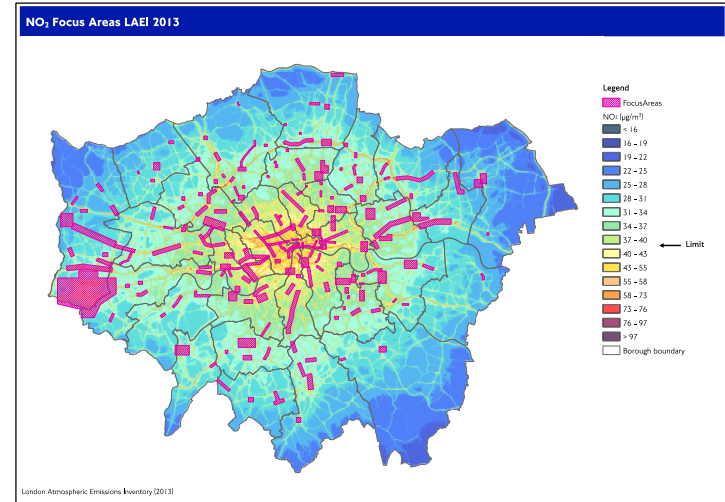 NO₂ Focus Areas LAEI 2013
Legend
FocusAreas
NO₂ (µg/m³)
< 16
16 – 19
19 – 22
22 – 25
25 – 28
28 – 31
31 – 34
34 – 37
37 – 40
40 – 43
43 – 55
55 – 58
58 – 73
73 – 76
76 – 97
> 97
Limit
Borough boundary
London Atmospheric Emissions Inventory (2013)